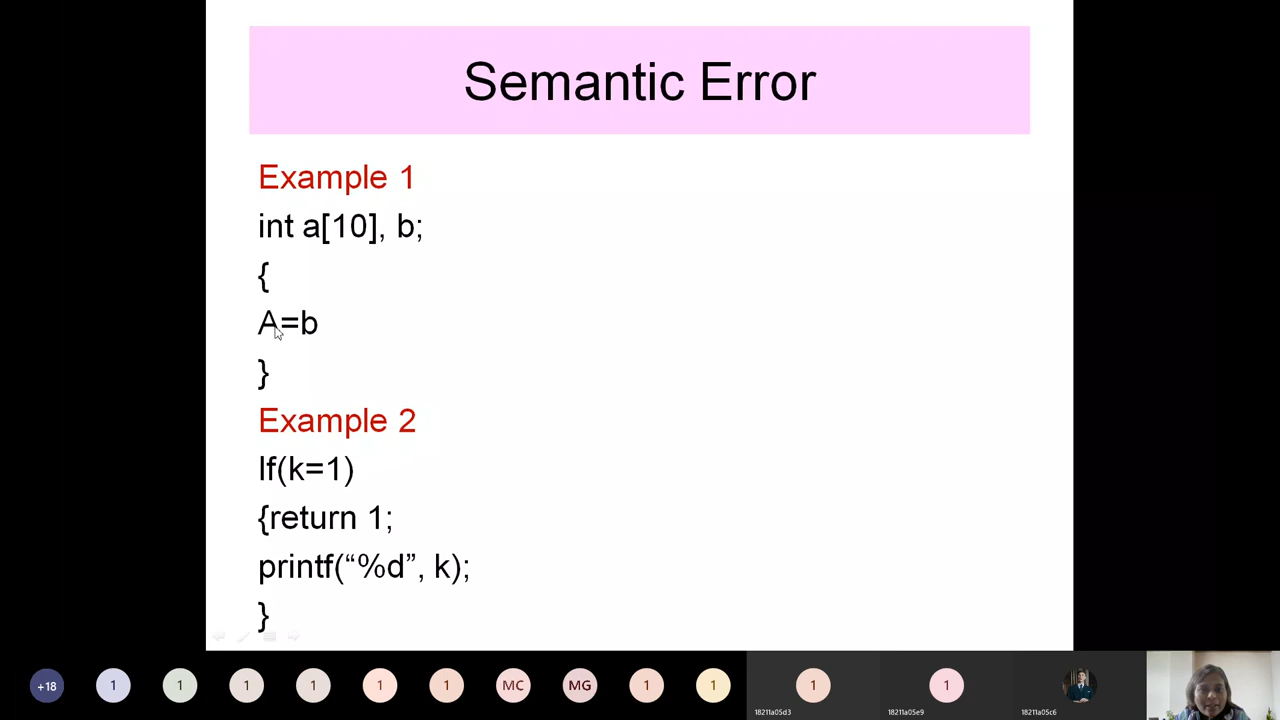 Semantic Error
Example 1
int a[10], b;
{
A=b
}
Example 2
If(k=1)
{return 1;
printf(“%d”, k);
}
+18 1 1 1 1 1 1 MC MG 1 1 1 1
18211a05d3 18211a05e9 18211a05c6